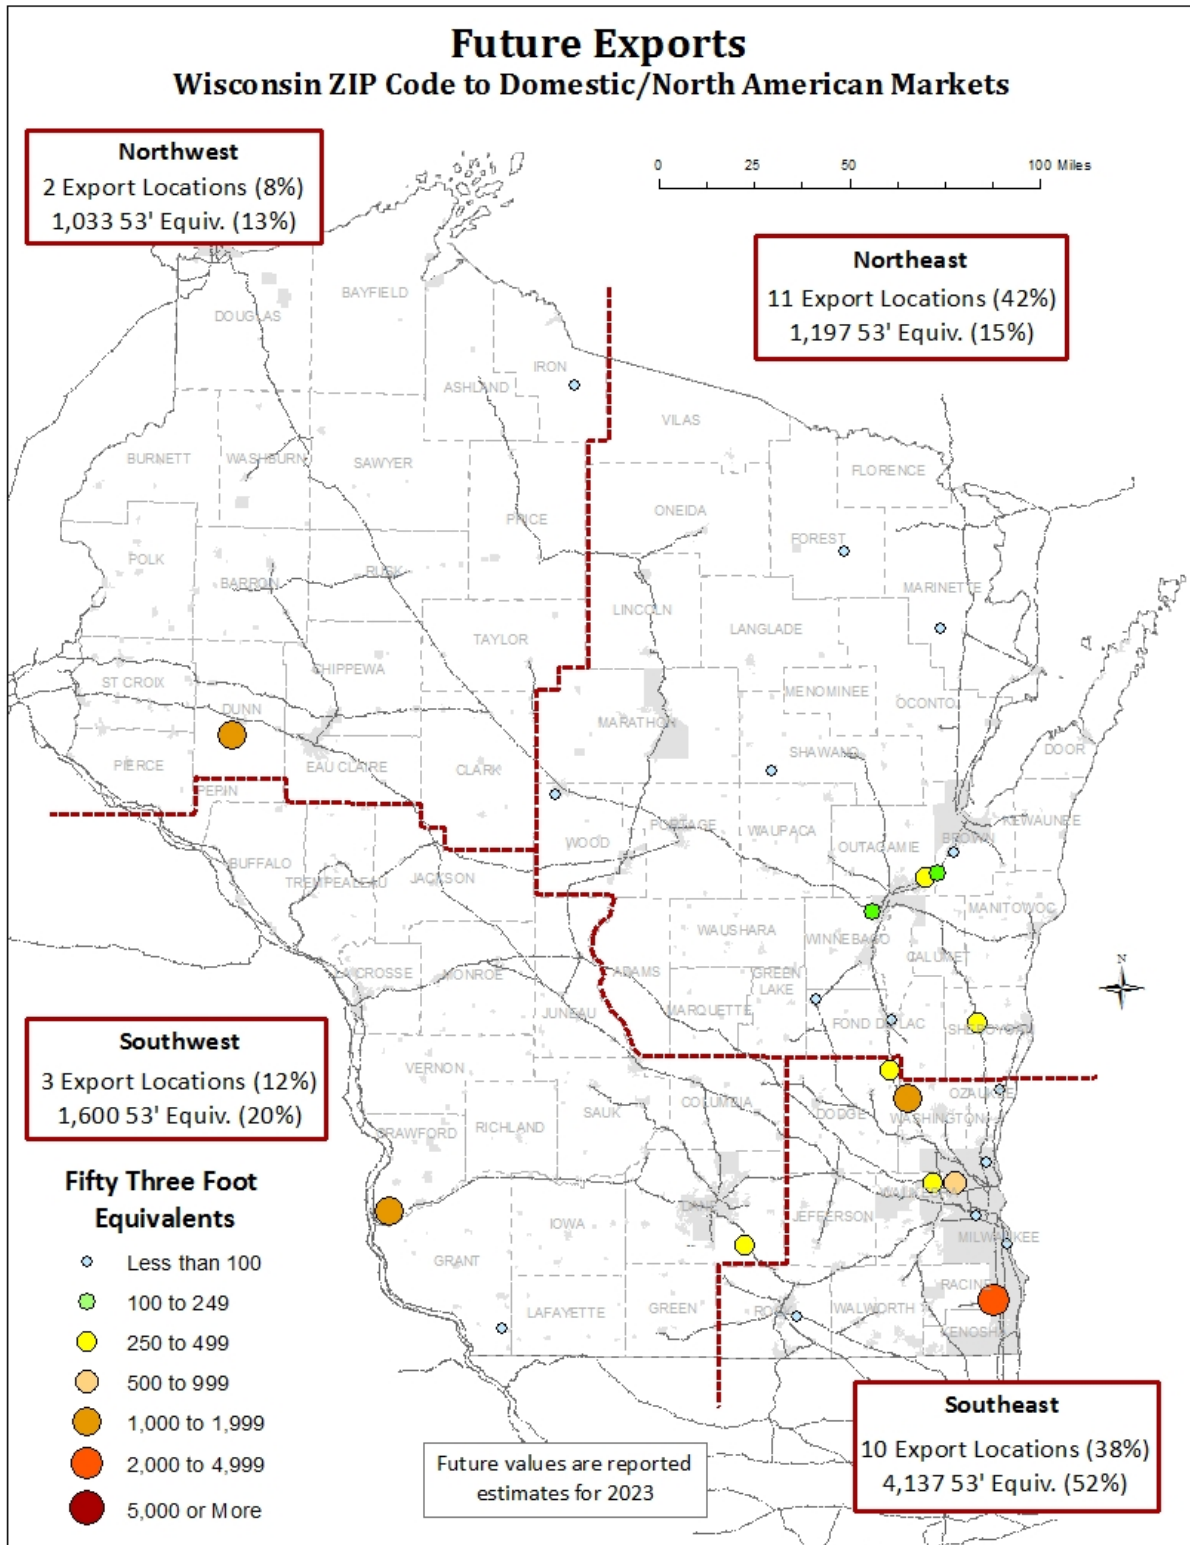 Future Exports
Wisconsin ZIP Code to Domestic/North American Markets
Northwest
2 Export Locations (8%)
1,033 53' Equiv. (13%)
0 25 50 100 Miles
Northeast
11 Export Locations (42%)
1,197 53' Equiv. (15%)
BAYFIELD
DOUGLAS
IRON
ASHLAND
VILAS
BURNETT
WASHBURN
SAWYER
FLORENCE
PRICE
ONEIDA
FOREST
POLK
BARRON
RUSK
MARINETTE
LINCOLN
LANGLADE
TAYLOR
CHIPPEWA
ST CROIX
MENOMINEE
OCONTO
DUNN
MARATHON
SHAWANO
DOOR
PIERCE
EAU CLAIRE
CLARK
PEPIN
WOOD
PORTAGE
WAUPACA
OUTAGAMIE
BROWN
KEWAUNEE
BUFFALO
TREMPEALEAU
JACKSON
MANITOWOC
WAUSHARA
WINNEBAGO
CALUMET
LA CROSSE
MONROE
ADAMS
GREEN
LAKE
N
JUNEAU
MARQUETTE
FOND DU LAC
SHEBOYGAN
Southwest
3 Export Locations (12%)
1,600 53' Equiv. (20%)
VERNON
SAUK
COLUMBIA
DODGE
WASHINGTON
OZAUKEE
CRAWFORD
RICHLAND
IOWA
DANE
JEFFERSON
WAUKESHA
MILWAUKEE
GRANT
LAFAYETTE
GREEN
ROCK
WALWORTH
RACINE
KENOSHA
Fifty Three Foot
Equivalents
Less than 100
100 to 249
250 to 499
500 to 999
1,000 to 1,999
2,000 to 4,999
5,000 or More
Future values are reported
estimates for 2023
Southeast
10 Export Locations (38%)
4,137 53' Equiv. (52%)